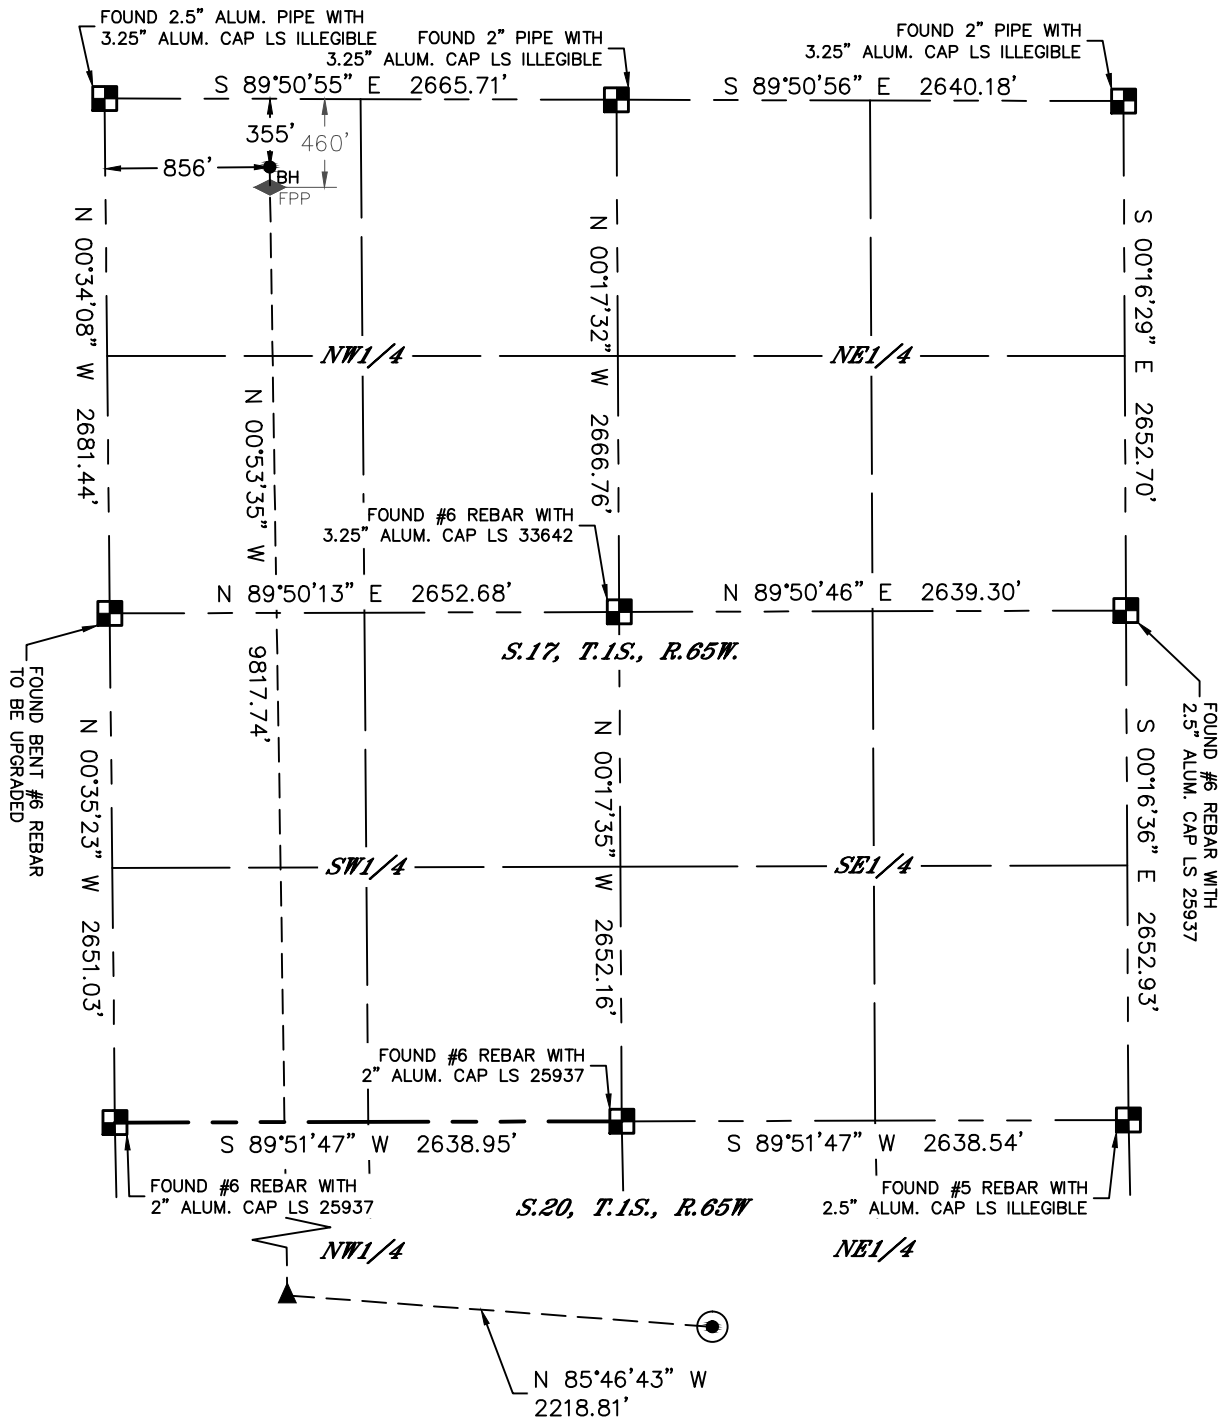 FOUND 2.5" ALUM. PIPE WITH
3.25" ALUM. CAP LS ILLEGIBLE
FOUND 2" PIPE WITH
3.25" ALUM. CAP LS ILLEGIBLE
FOUND 2" PIPE WITH
3.25" ALUM. CAP LS ILLEGIBLE
S 89°50'55" E 2665.71'
S 89°50'56" E 2640.18'
355'
460'
856'
BH
FPP
N 00°34'08" W 2681.44'
N 00°53'35" W 9817.74'
N 00°17'32" W 2666.76'
S 00°16'29" E 2652.70'
NW1/4
NE1/4
FOUND #6 REBAR WITH
3.25" ALUM. CAP LS 33642
N 89°50'13" E 2652.68'
N 89°50'46" E 2639.30'
S.17, T.1S., R.65W.
FOUND BENT #6 REBAR
TO BE UPGRADED
FOUND #6 REBAR WITH
2.5" ALUM. CAP LS 25937
N 00°35'23" W 2651.03'
N 00°17'35" W 2652.16'
S 00°16'36" E 2652.93'
SW1/4
SE1/4
FOUND #6 REBAR WITH
2" ALUM. CAP LS 25937
S 89°51'47" W 2638.95'
S 89°51'47" W 2638.54'
FOUND #6 REBAR WITH
2" ALUM. CAP LS 25937
FOUND #5 REBAR WITH
2.5" ALUM. CAP LS ILLEGIBLE
S.20, T.1S., R.65W
NW1/4
NE1/4
N 85°46'43" W
2218.81'